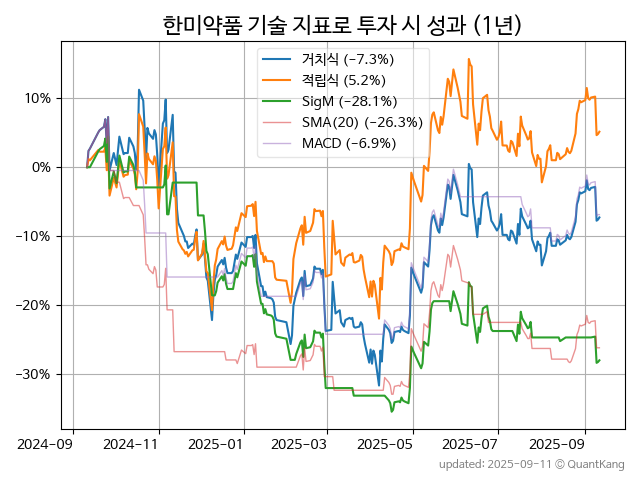 한미약품 기술 지표로 투자 시 성과 (1년)
거치식 (−7.3%)
적립식 (5.2%)
SigM (−28.1%)
SMA(20) (−26.3%)
MACD (−6.9%)
10%
0%
−10%
−20%
−30%
2024-09 2024-11 2025-01 2025-03 2025-05 2025-07 2025-09
updated: 2025-09-11 © QuantKang